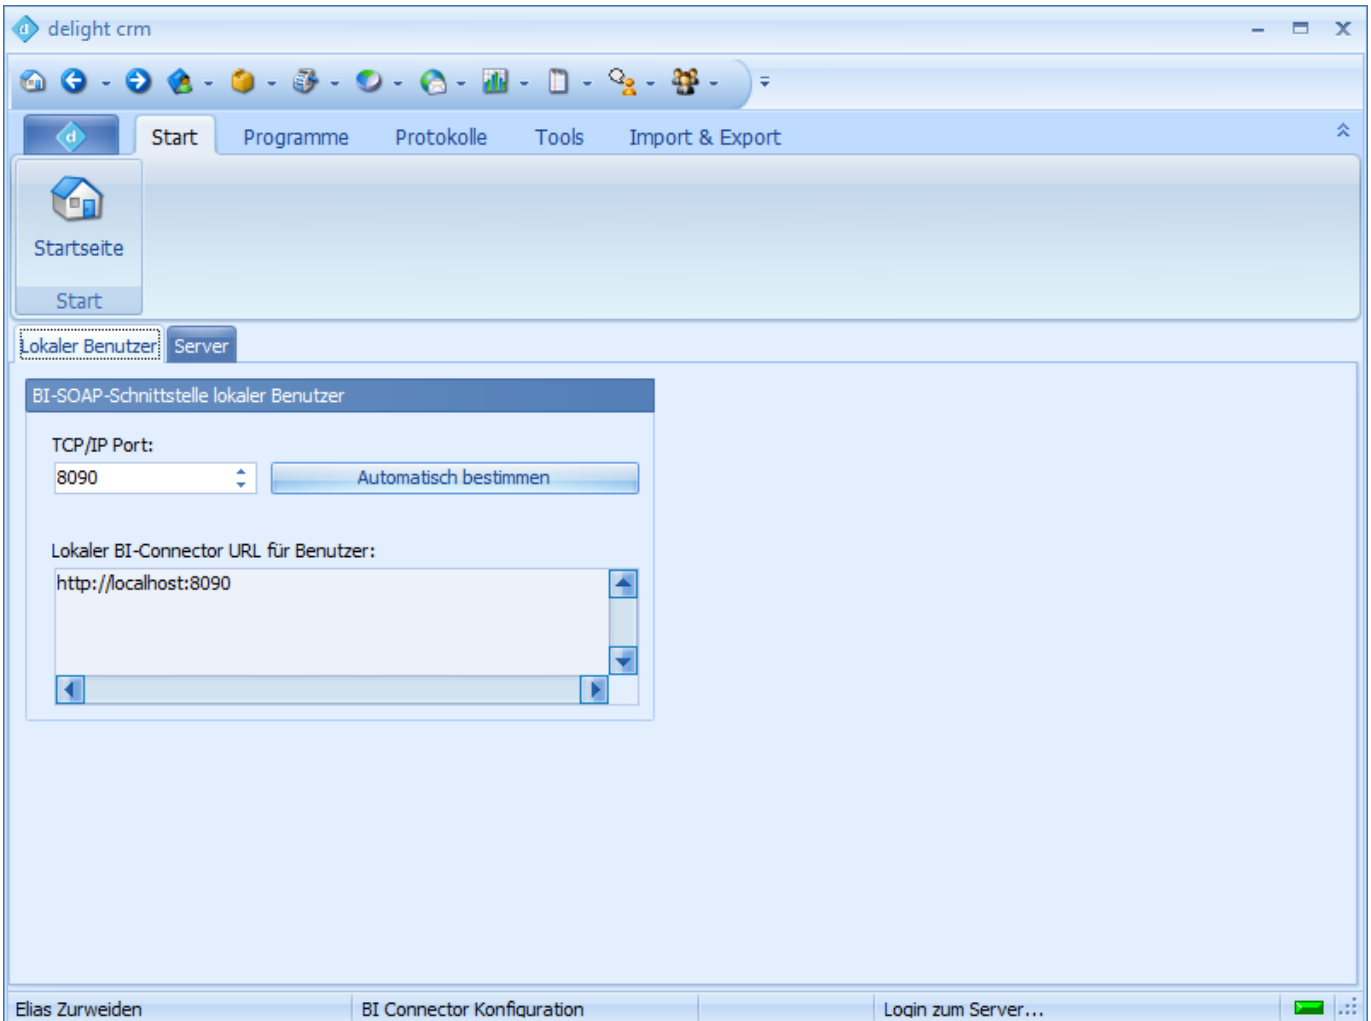 delight crm
Start Programme Protokolle Tools Import & Export
Startseite
Start
Lokaler Benutzer Server
BI-SOAP-Schnittstelle lokaler Benutzer
TCP/IP Port:
8090 Automatisch bestimmen
Lokaler BI-Connector URL für Benutzer:
http://localhost:8090
Elias Zurweiden BI Connector Konfiguration Login zum Server...